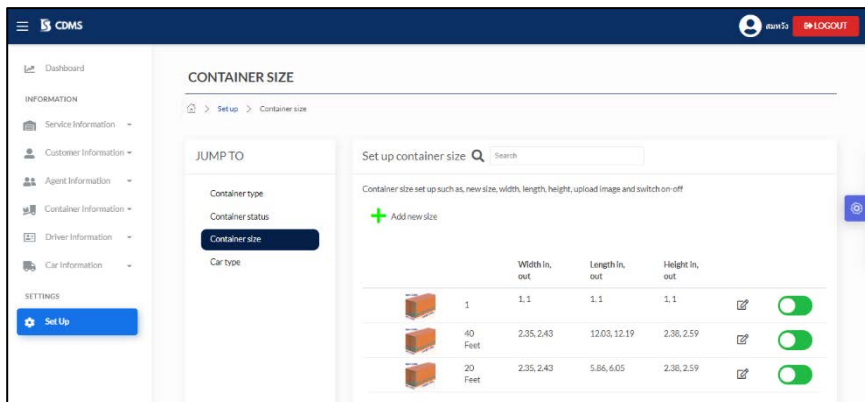 CDMS
สมหวัง
LOGOUT
Dashboard
INFORMATION
Service Information
Customer Information
Agent Information
Container Information
Driver Information
Car Information
SETTINGS
Set Up
CONTAINER SIZE
> Set up > Container size
JUMP TO
Container type
Container status
Container size
Car type
Set up container size Search
Container size set up such as, new size, width, length, height, upload image and switch on-off
Add new size
Width in, out Length in, out Height in, out
1 1, 1 1, 1 1, 1
40 Feet 2.35, 2.43 12.03, 12.19 2.38, 2.59
20 Feet 2.35, 2.43 5.86, 6.05 2.38, 2.59